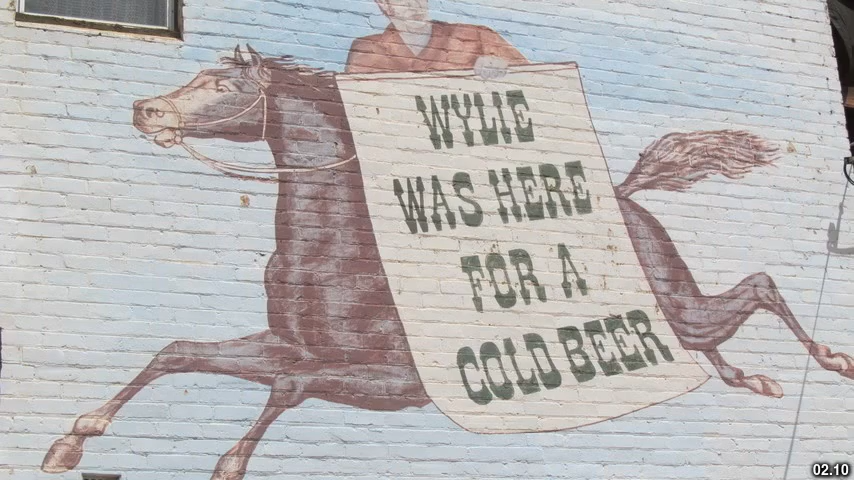 WYLIE
WAS HERE
FOR A
COLD BEER
02.10